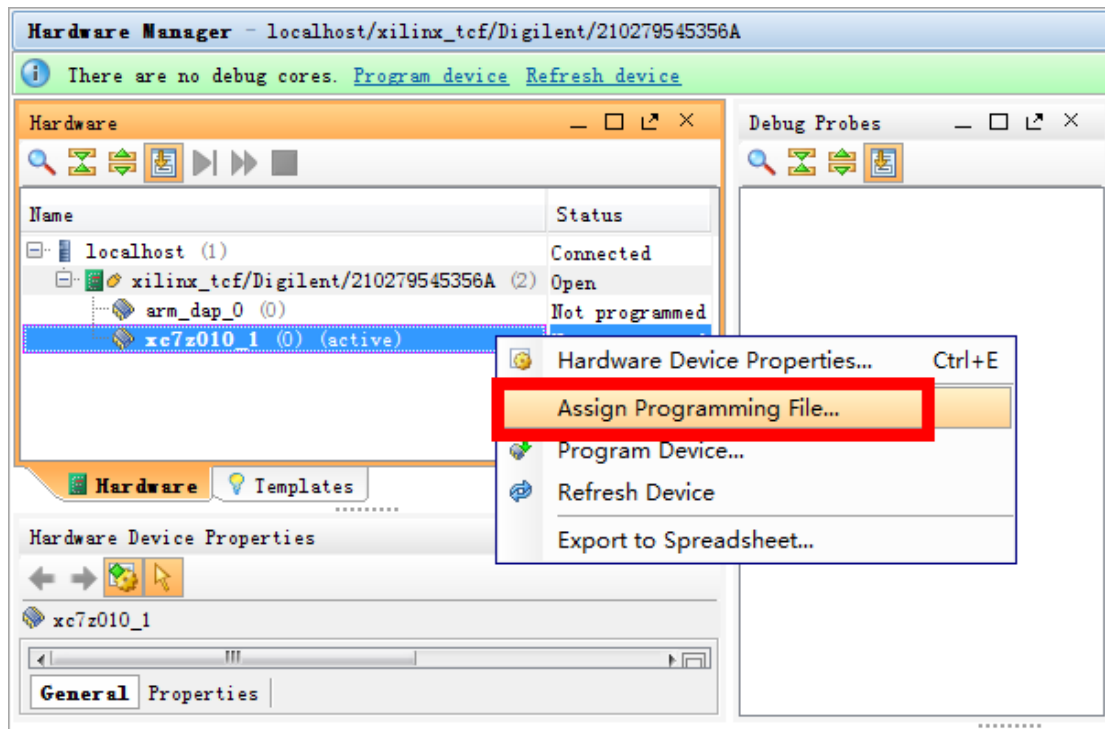 Hardware Manager - localhost/xilinx_tcf/Digilent/210279545356A
There are no debug cores. Program device Refresh device
Hardware
Debug Probes
Name Status
localhost (1) Connected
xilinx_tcf/Digilent/210279545356A (2) Open
arm_dap_0 (0) Not programmed
xc7z010_1 (0) (active)
Hardware Device Properties... Ctrl+E
Assign Programming File...
Program Device...
Refresh Device
Export to Spreadsheet...
Hardware Templates
Hardware Device Properties
xc7z010_1
General Properties